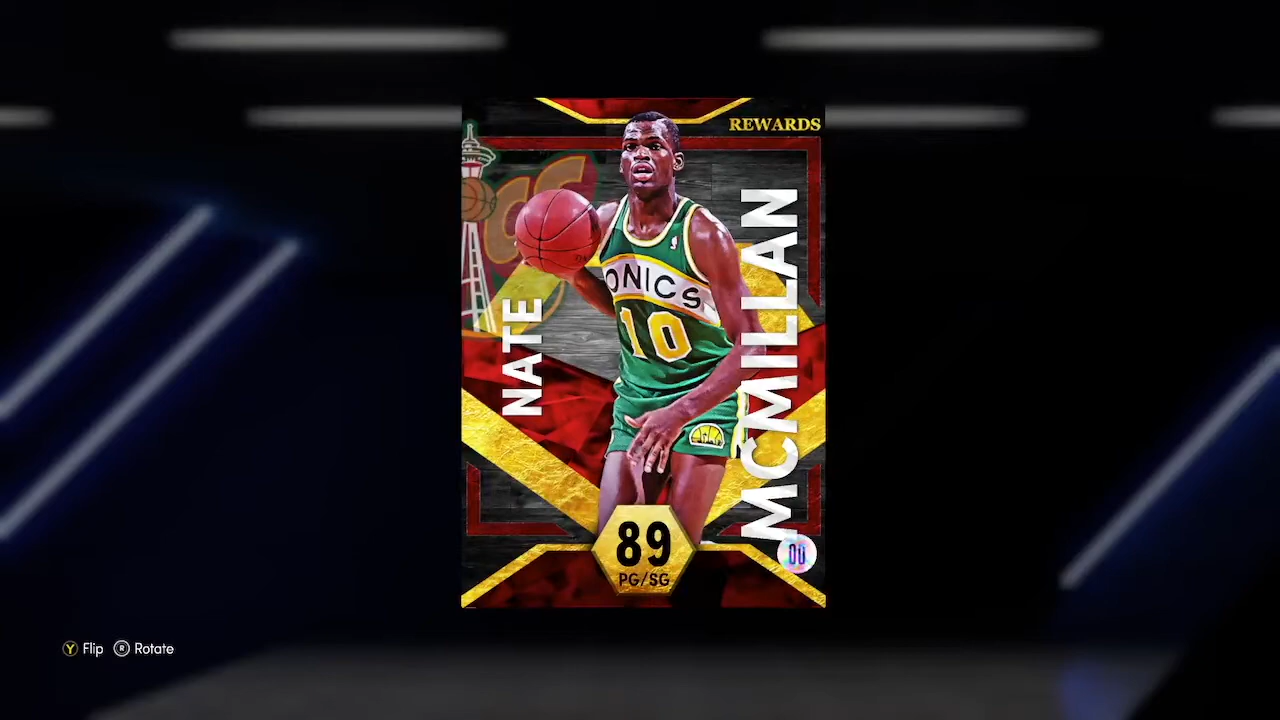 REWARDS
NATE
MCMILLAN
ONICS
10
89
PG/SG
Y Flip R Rotate